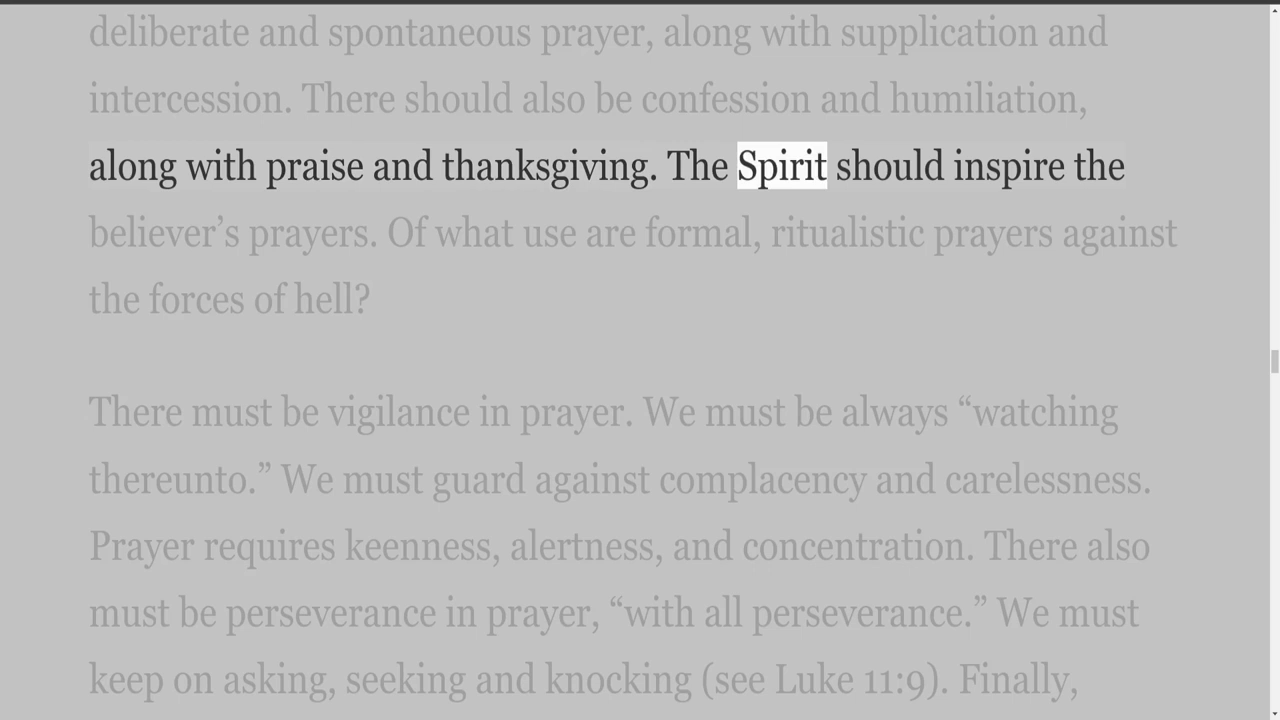 deliberate and spontaneous prayer, along with supplication and
intercession. There should also be confession and humiliation,
along with praise and thanksgiving. The Spirit should inspire the
believer’s prayers. Of what use are formal, ritualistic prayers against
the forces of hell?
There must be vigilance in prayer. We must be always “watching
thereunto.” We must guard against complacency and carelessness.
Prayer requires keenness, alertness, and concentration. There also
must be perseverance in prayer, “with all perseverance.” We must
keep on asking, seeking and knocking (see Luke 11:9). Finally,